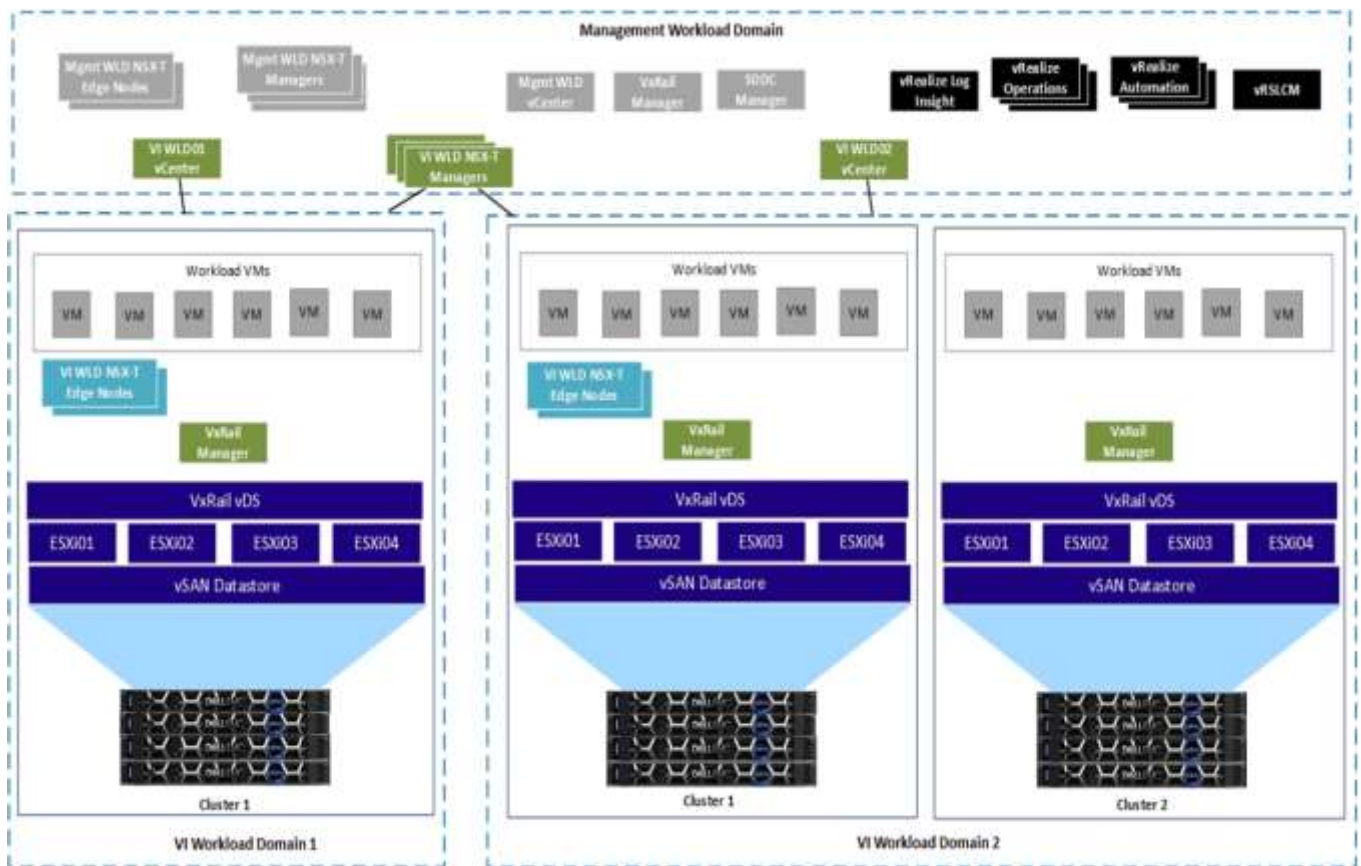 Management Workload Domain
Mgmt WLD NSX-T
Edge Nodes
Mgmt WLD NSX-T
Managers
Mgmt WLD
vCenter
VxRail
Manager
SDDC
Manager
vRealize Log
Insight
vRealize
Operations
vRealize
Automation
vRSLCM
VI WLD01
vCenter
VI WLD NSX-T
Managers
VI WLD02
vCenter
Workload VMs
VM VM VM VM VM VM
VI WLD NSX-T
Edge Nodes
VxRail
Manager
VxRail vDS
ESXi01 ESXi02 ESXi03 ESXi04
vSAN Datastore
Cluster 1
VI Workload Domain 1
Workload VMs
VM VM VM VM VM VM
VI WLD NSX-T
Edge Nodes
VxRail
Manager
VxRail vDS
ESXi01 ESXi02 ESXi03 ESXi04
vSAN Datastore
Cluster 1
Workload VMs
VM VM VM VM VM VM
VxRail
Manager
VxRail vDS
ESXi01 ESXi02 ESXi03 ESXi04
vSAN Datastore
Cluster 2
VI Workload Domain 2